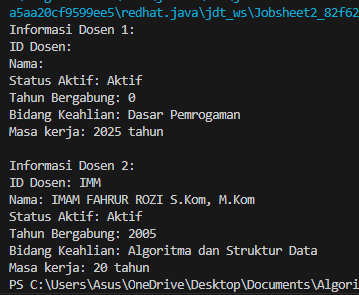 a5aa20cf9599ee5\redhat.java\jdt_ws\Jobsheet2_82f62
Informasi Dosen 1:
ID Dosen:
Nama:
Status Aktif: Aktif
Tahun Bergabung: 0
Bidang Keahlian: Dasar Pemrogaman
Masa kerja: 2025 tahun

Informasi Dosen 2:
ID Dosen: IMM
Nama: IMAM FAHRUR ROZI S.Kom, M.Kom
Status Aktif: Aktif
Tahun Bergabung: 2005
Bidang Keahlian: Algoritma dan Struktur Data
Masa kerja: 20 tahun
PS C:\Users\Asus\OneDrive\Desktop\Documents\Algori